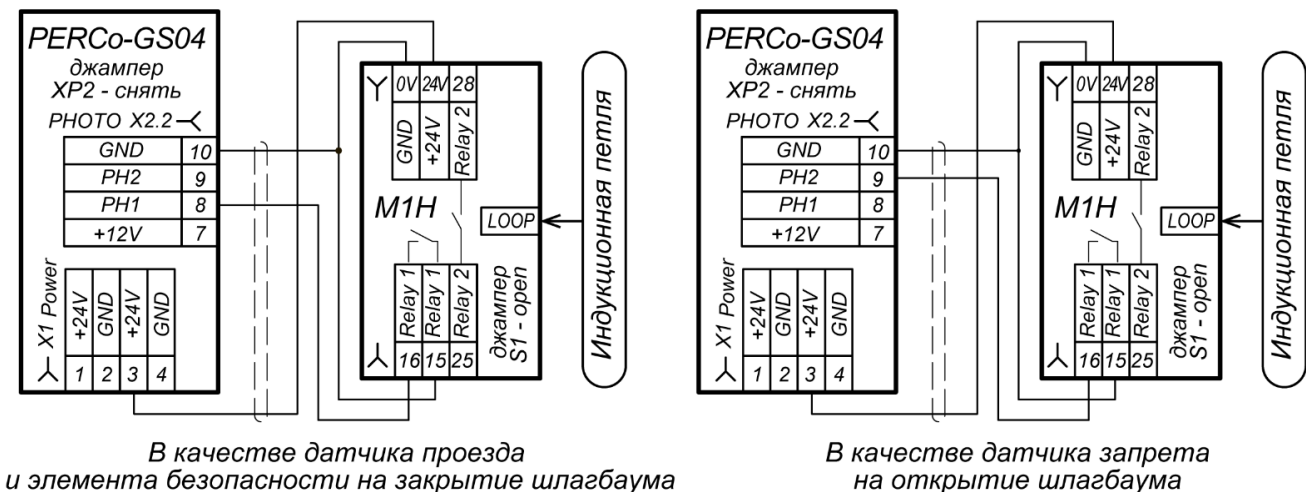 PERCo-GS04
джампер
XP2 - снять
PHOTO X2.2
GND 10
PH2 9
PH1 8
+12V 7
X1 Power
+24V GND +24V GND
1 2 3 4
0V 24V 28
GND +24V Relay 2
M1H
LOOP
Relay 1 Relay 1 Relay 2
16 15 25
джампер
S1 - open
Индукционная петля
В качестве датчика проезда
и элемента безопасности на закрытие шлагбаума
PERCo-GS04
джампер
XP2 - снять
PHOTO X2.2
GND 10
PH2 9
PH1 8
+12V 7
X1 Power
+24V GND +24V GND
1 2 3 4
0V 24V 28
GND +24V Relay 2
M1H
LOOP
Relay 1 Relay 1 Relay 2
16 15 25
джампер
S1 - open
Индукционная петля
В качестве датчика запрета
на открытие шлагбаума